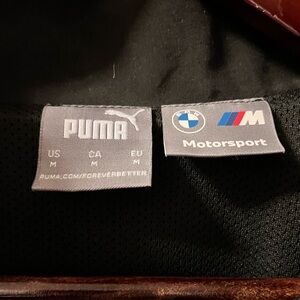 PUMA
US CA EU
M M M
PUMA.COM/FOREVERBETTER
M
Motorsport